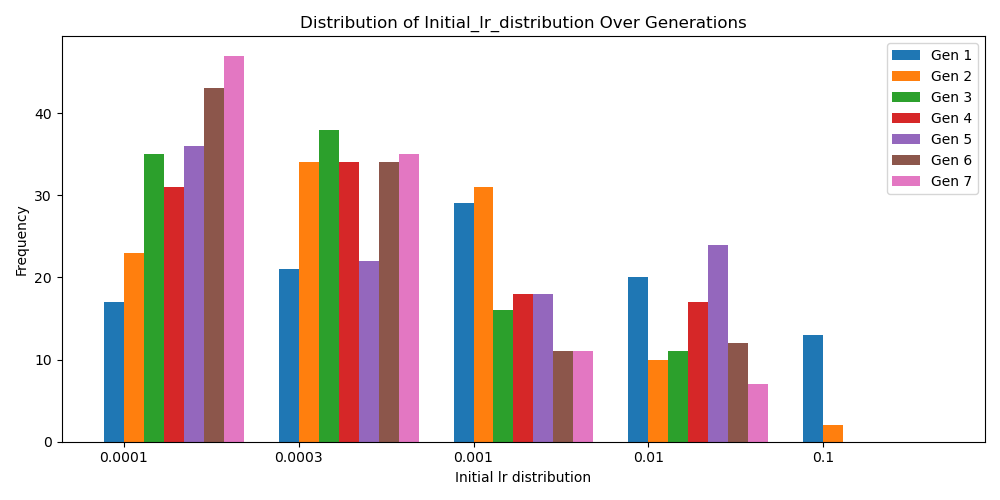 Distribution of Initial_lr_distribution Over Generations
Gen 1
Gen 2
Gen 3
Gen 4
Gen 5
Gen 6
Gen 7
Frequency
40
30
20
10
0
0.0001 0.0003 0.001 0.01 0.1
Initial lr distribution